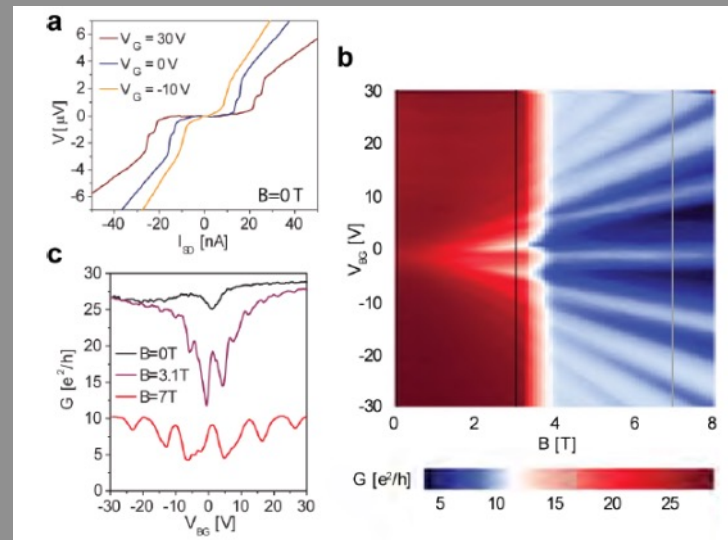 a
V_G = 30 V
V_G = 0 V
V_G = -10 V
V [μV]
6
4
2
0
-2
-4
-6
B=0 T
-40 -20 0 20 40
I_SD [nA]
b
30
20
10
0
-10
-20
-30
V_BG [V]
0 2 4 6 8
B [T]
G [e²/h]
5 10 15 20 25
c
30
25
20
15
10
5
0
G [e²/h]
B=0T
B=3.1T
B=7T
-30 -20 -10 0 10 20 30
V_BG [V]